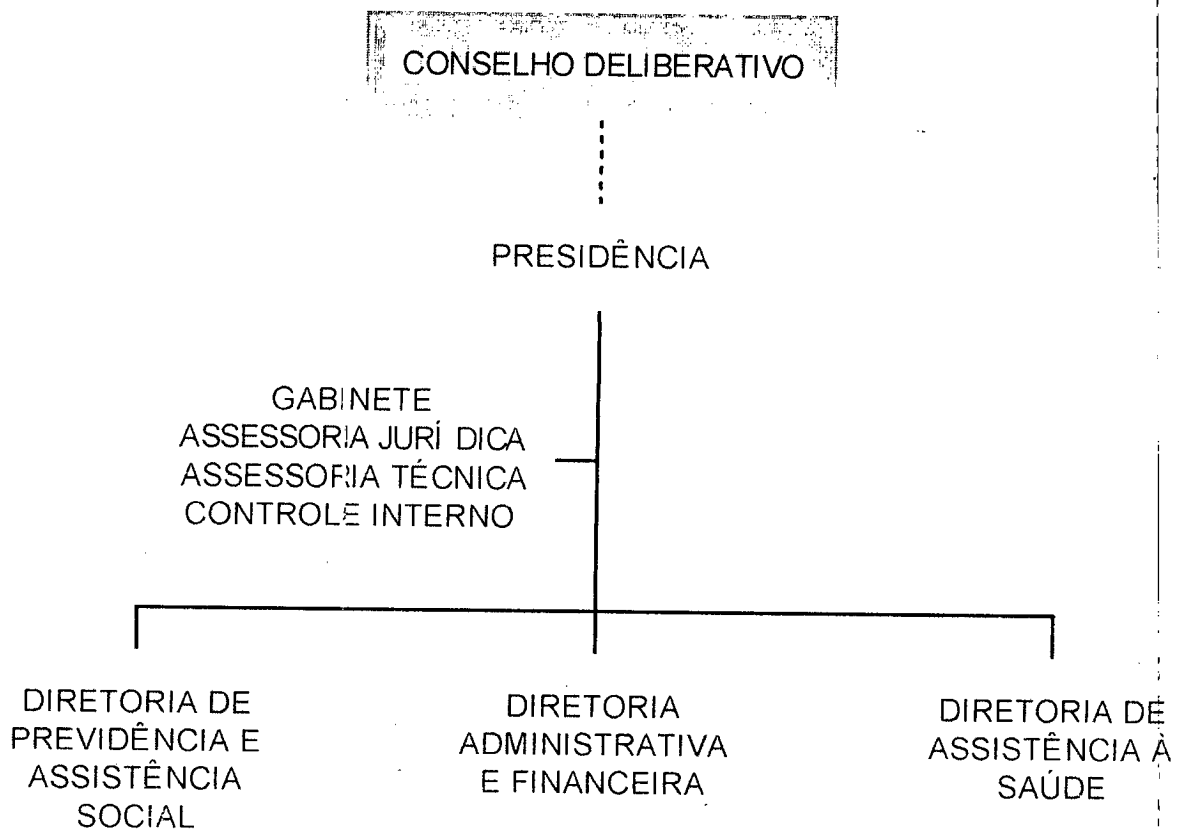 CONSELHO DELIBERATIVO
PRESIDÊNCIA
GABINETE
ASSESSORIA JURÍDICA
ASSESSORIA TÉCNICA
CONTROLE INTERNO
DIRETORIA DE
PREVIDÊNCIA E
ASSISTÊNCIA
SOCIAL
DIRETORIA
ADMINISTRATIVA
E FINANCEIRA
DIRETORIA DE
ASSISTÊNCIA À
SAÚDE